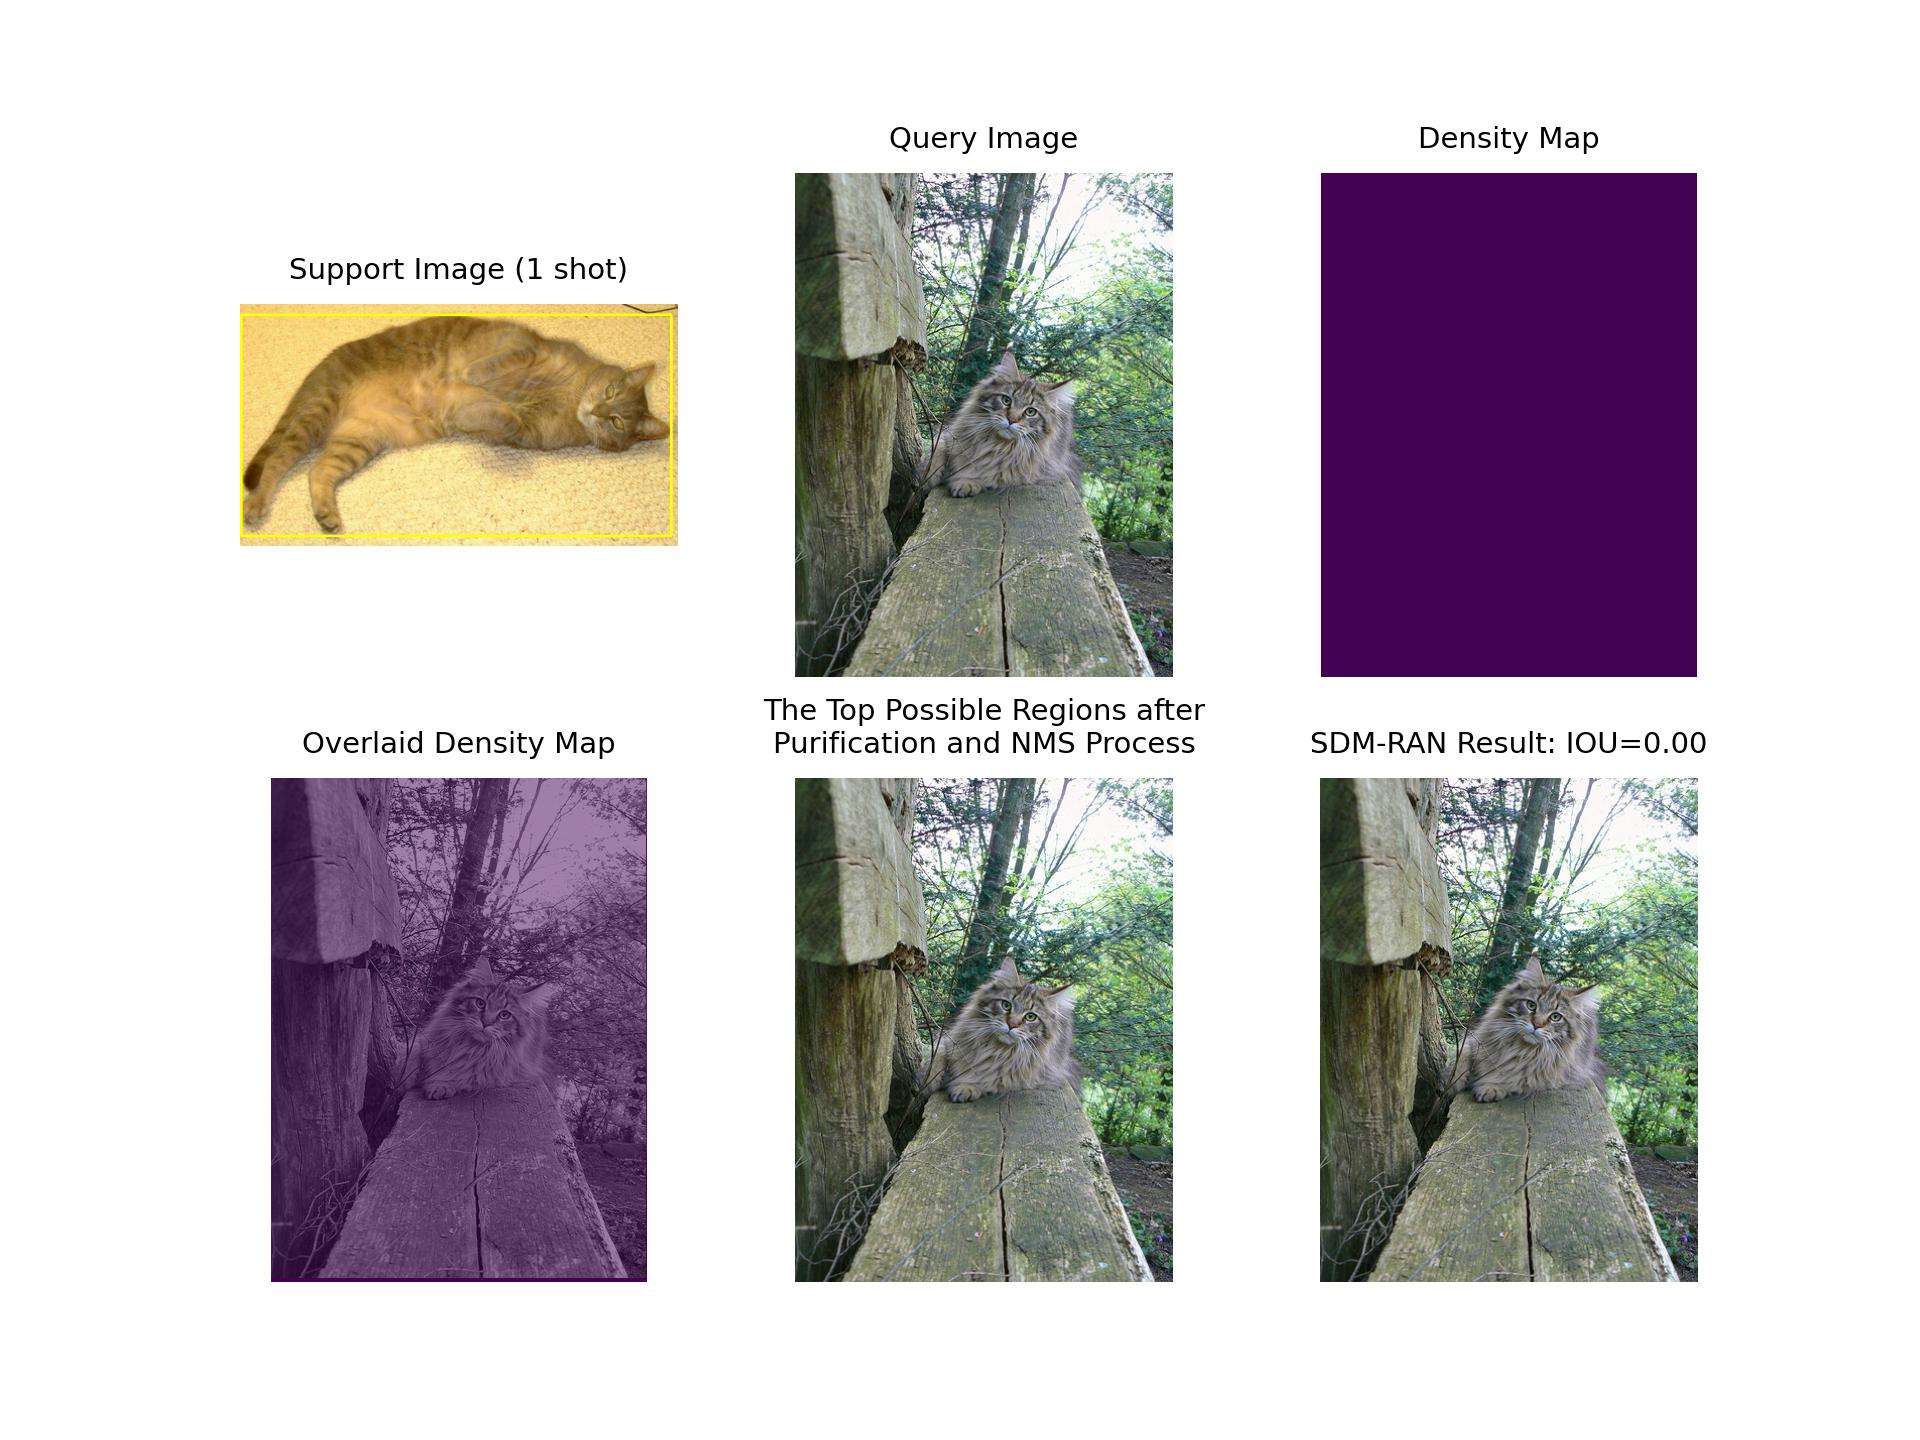 Query Image
Density Map
Support Image (1 shot)
The Top Possible Regions after
Purification and NMS Process
Overlaid Density Map
SDM-RAN Result: IOU=0.00